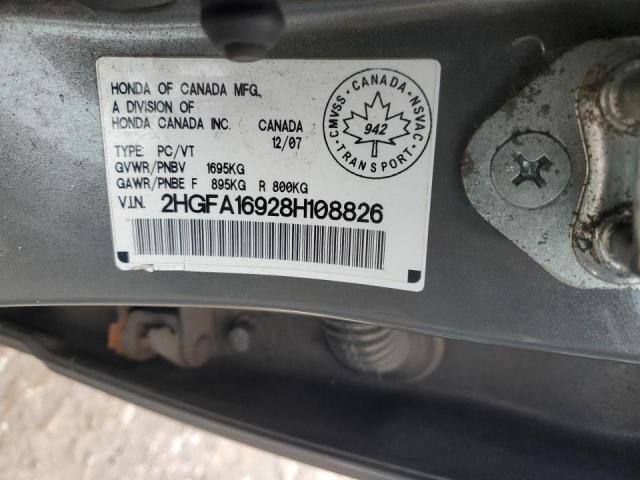 HONDA OF CANADA MFG.,
A DIVISION OF
HONDA CANADA INC. CANADA
12/07
TYPE: PC/VT
GVWR/PNBV 1695KG
GAWR/PNBE F 895KG R 800KG
V.I.N. 2HGFA16928H108826
CMVSS · CANADA · NSVAC
942
· TRANSPORT ·